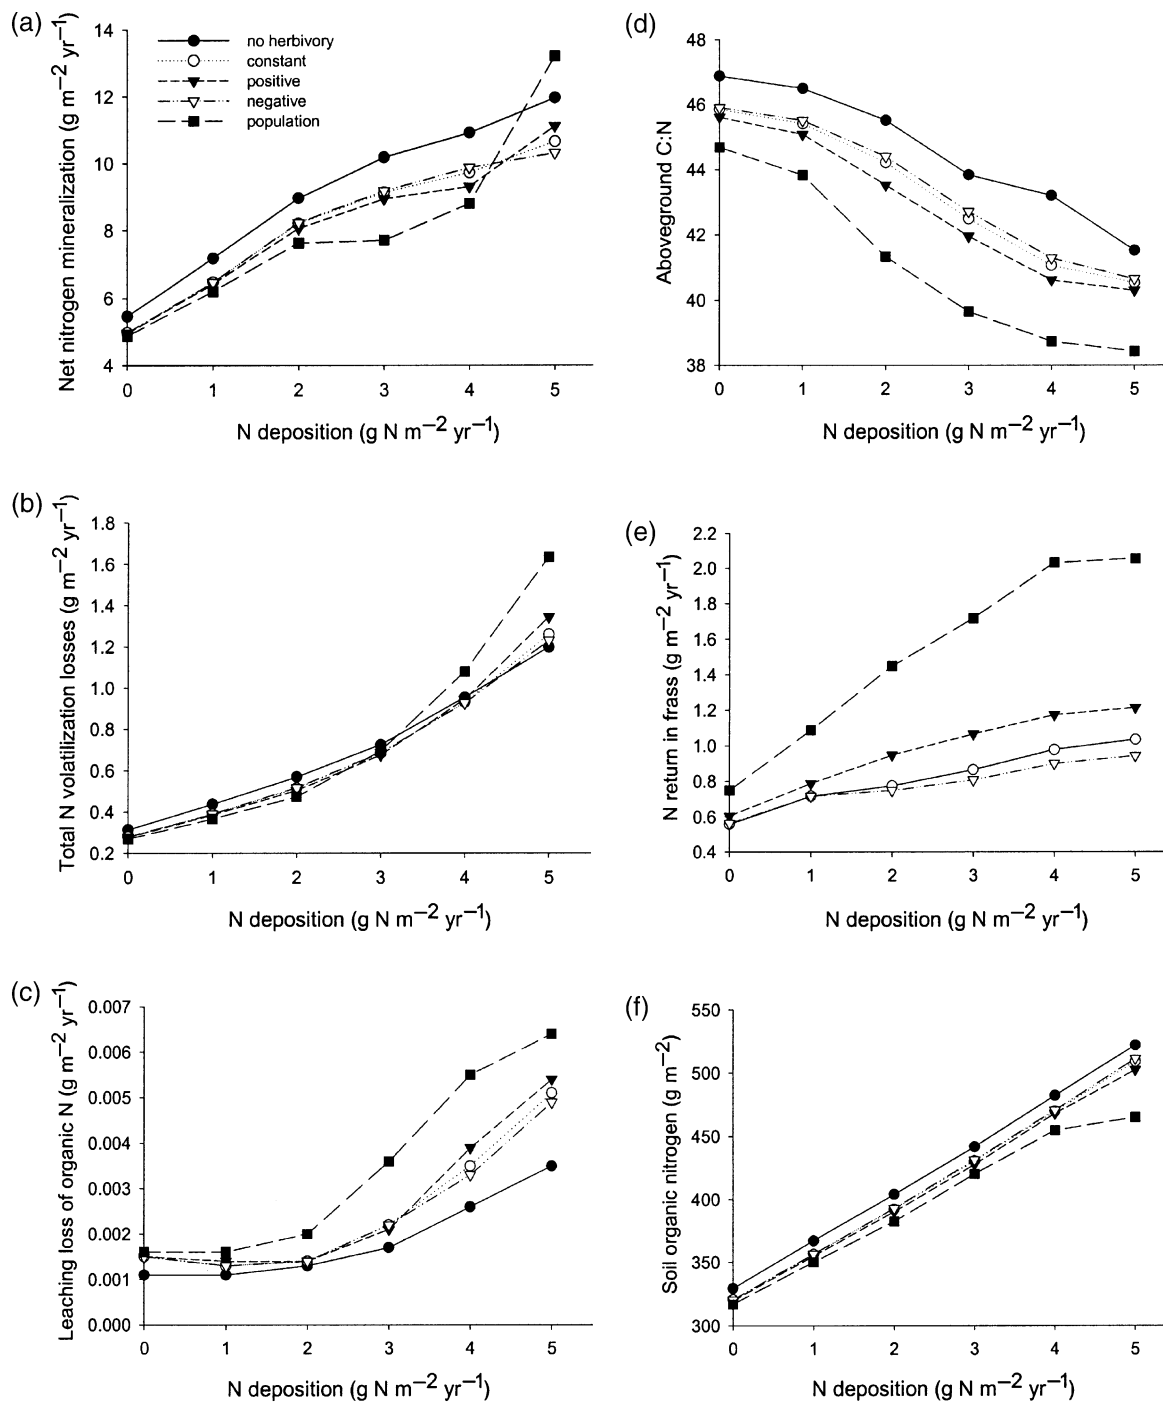 (a)
Net nitrogen mineralization (g m−2 yr−1)
14
12
10
8
6
4
no herbivory
constant
positive
negative
population
0 1 2 3 4 5
N deposition (g N m−2 yr−1)
(d)
Aboveground C:N
48
46
44
42
40
38
0 1 2 3 4 5
N deposition (g N m−2 yr−1)
(b)
Total N volatilization losses (g m−2 yr−1)
1.8
1.6
1.4
1.2
1.0
0.8
0.6
0.4
0.2
0 1 2 3 4 5
N deposition (g N m−2 yr−1)
(e)
N return in frass (g m−2 yr−1)
2.2
2.0
1.8
1.6
1.4
1.2
1.0
0.8
0.6
0.4
0 1 2 3 4 5
N deposition (g N m−2 yr−1)
(c)
Leaching loss of organic N (g m−2 yr−1)
0.007
0.006
0.005
0.004
0.003
0.002
0.001
0.000
0 1 2 3 4 5
N deposition (g N m−2 yr−1)
(f)
Soil organic nitrogen (g m−2)
550
500
450
400
350
300
0 1 2 3 4 5
N deposition (g N m−2 yr−1)